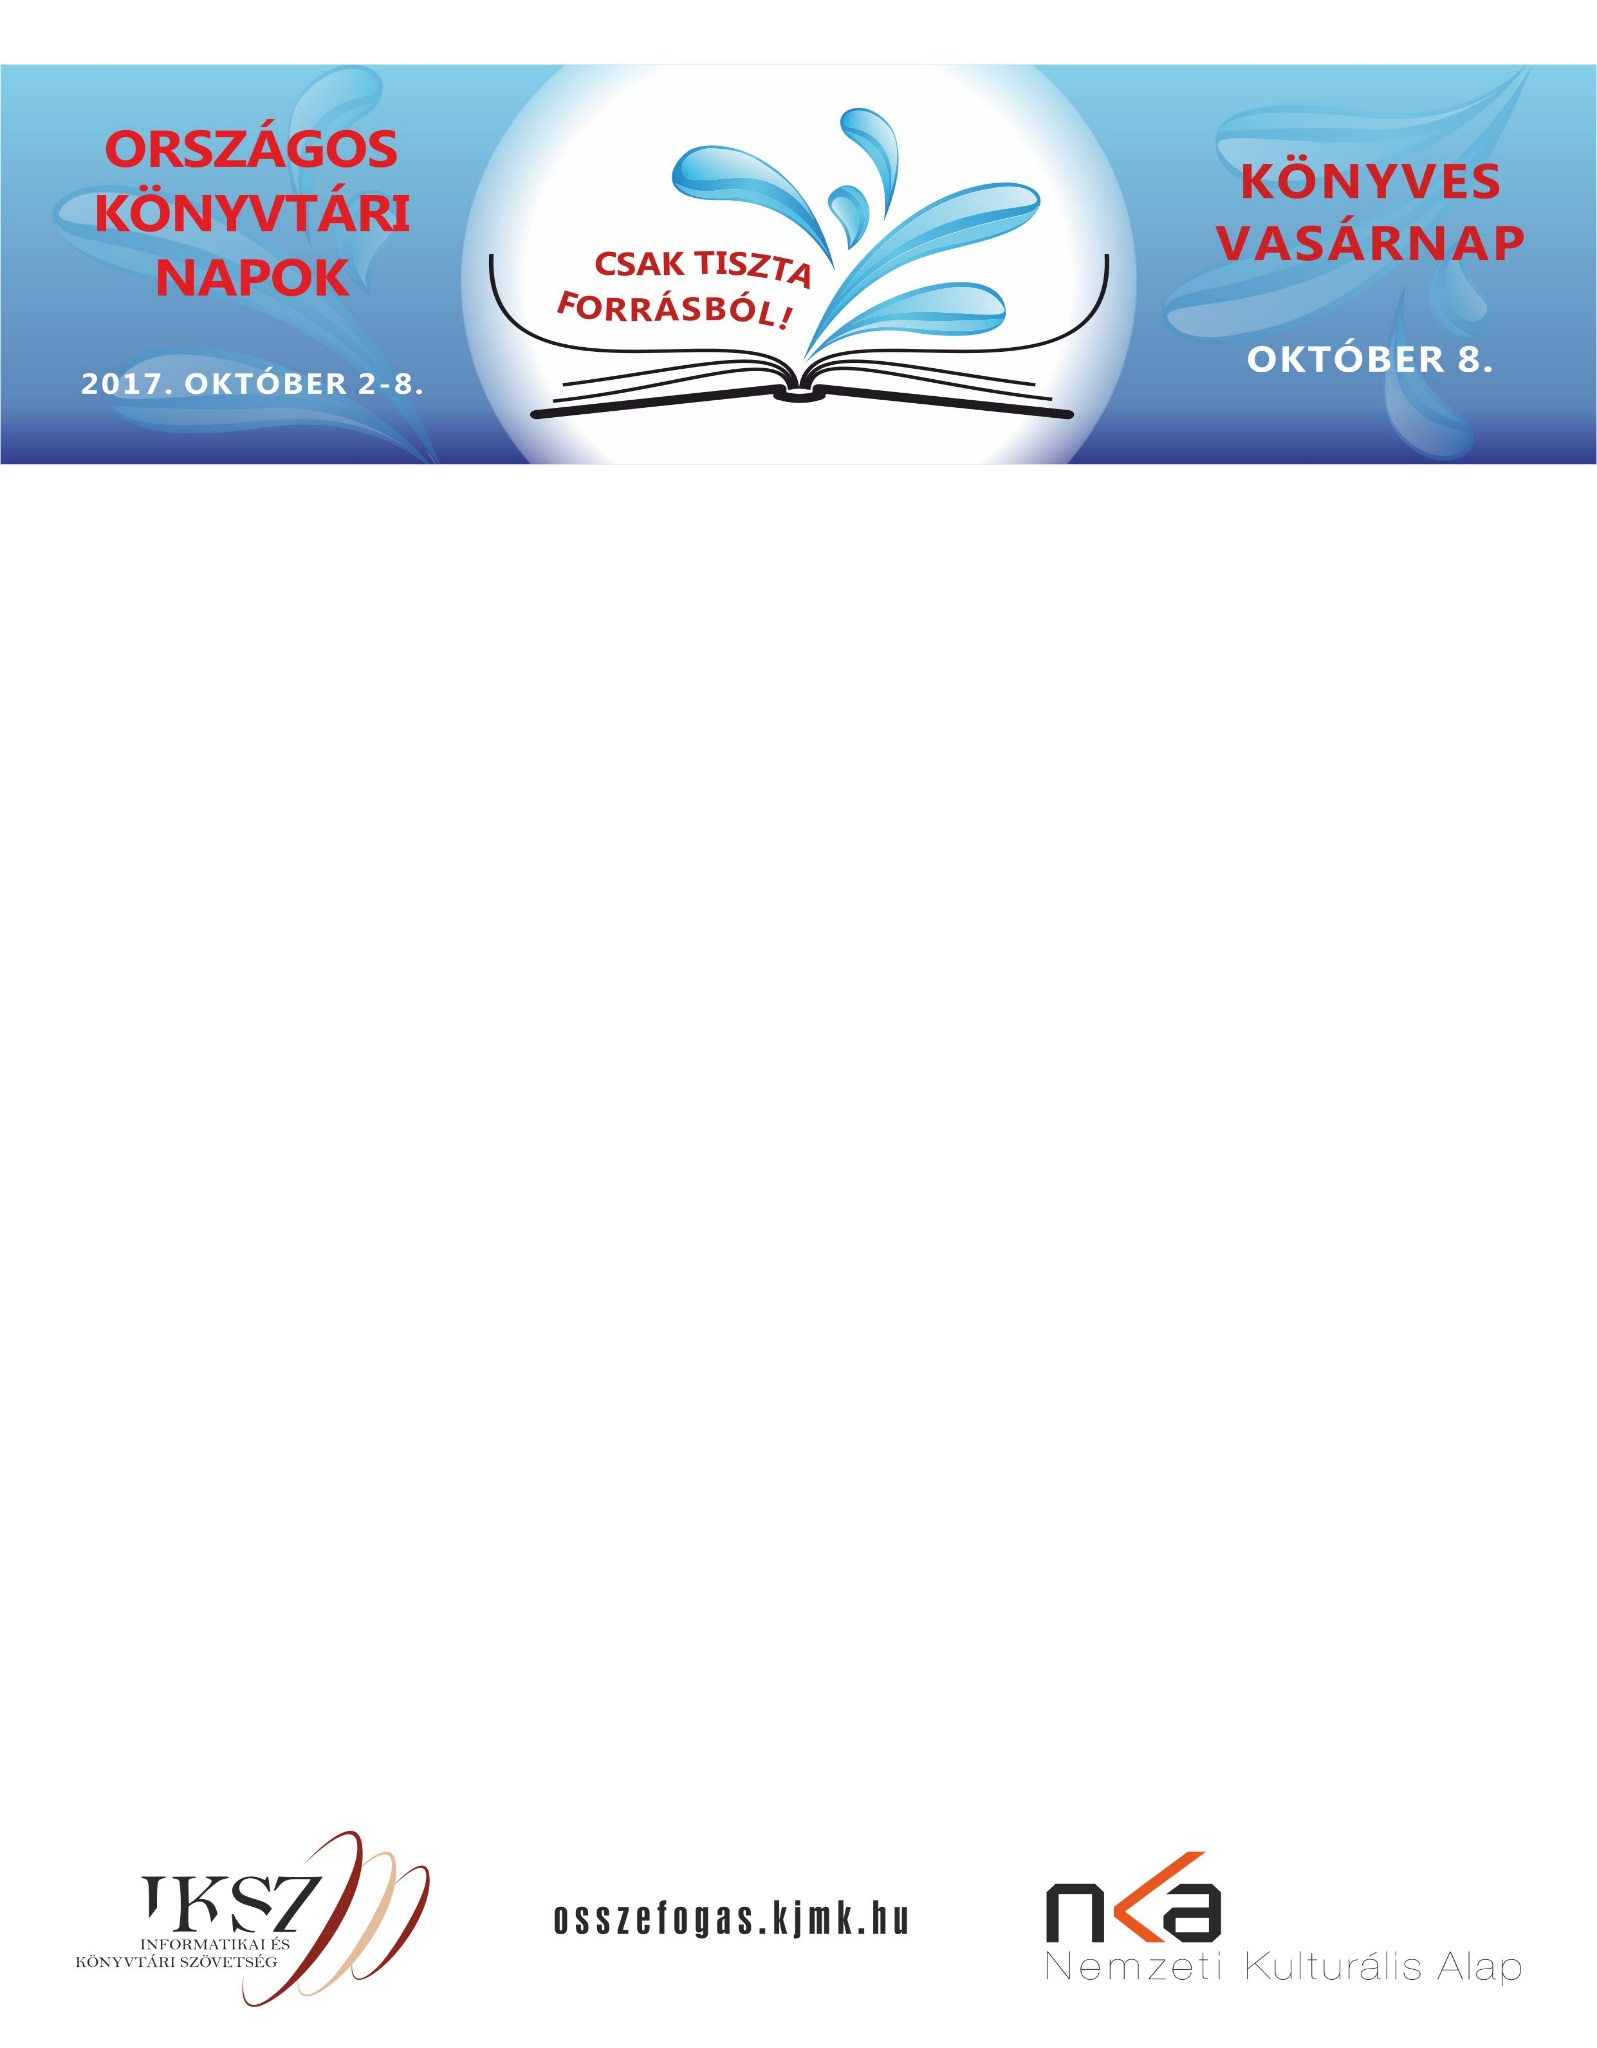 ORSZÁGOS
KÖNYVTÁRI
NAPOK
2017. OKTÓBER 2-8.
CSAK TISZTA
FORRÁSBÓL!
KÖNYVES
VASÁRNAP
OKTÓBER 8.
IKSZ
INFORMATIKAI ÉS
KÖNYVTÁRI SZÖVETSÉG
osszefogas.kjmk.hu
nka
Nemzeti Kulturális Alap